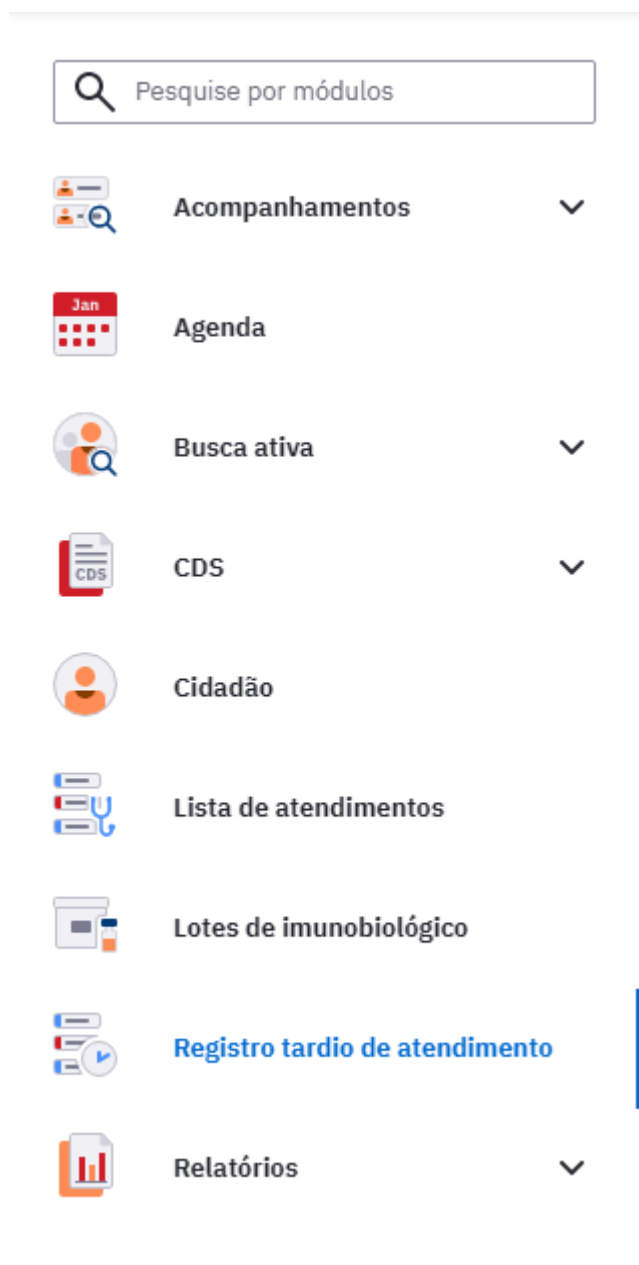 Pesquise por módulos
Acompanhamentos
Jan
Agenda
Busca ativa
CDS
CDS
Cidadão
Lista de atendimentos
Lotes de imunobiológico
Registro tardio de atendimento
Relatórios